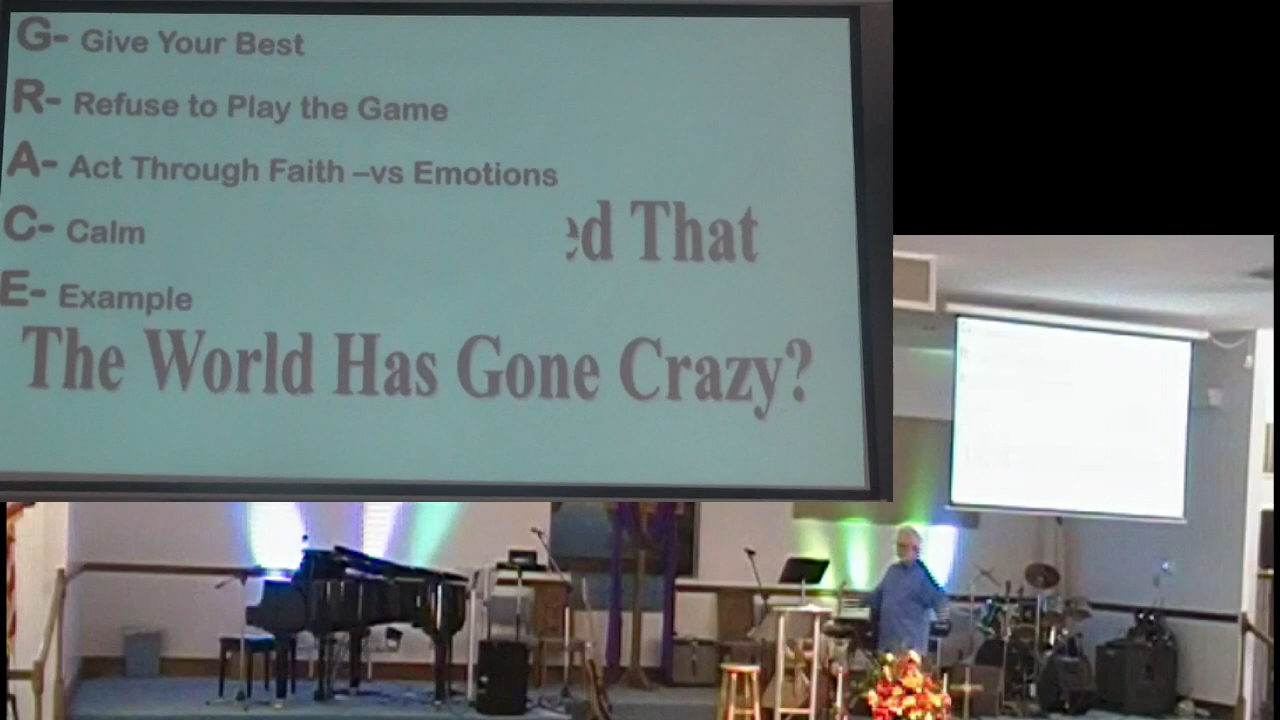 G- Give Your Best
R- Refuse to Play the Game
A- Act Through Faith –vs Emotions
C- Calm
ed That
E- Example
The World Has Gone Crazy?